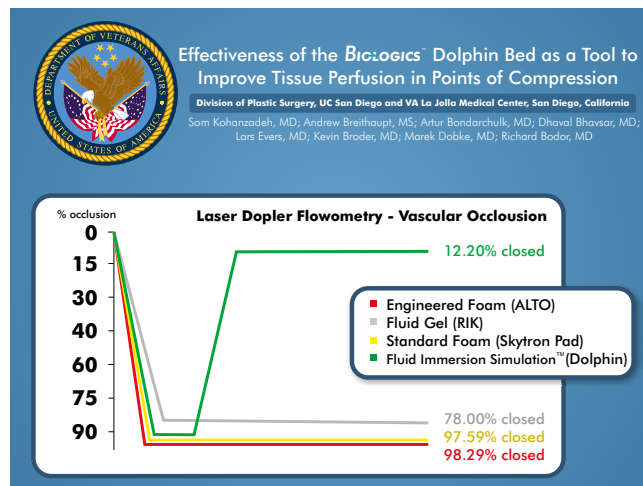 DEPARTMENT OF VETERANS AFFAIRS
UNITED STATES OF AMERICA
Effectiveness of the BIOLOGICS™ Dolphin Bed as a Tool to
Improve Tissue Perfusion in Points of Compression
Division of Plastic Surgery, UC San Diego and VA La Jolla Medical Center, San Diego, California
Som Kohanzadeh, MD; Andrew Breithaupt, MS; Artur Bondarchulk, MD; Dhaval Bhavsar, MD;
Lars Evers, MD; Kevin Broder, MD; Marek Dobke, MD; Richard Bodor, MD
% occlusion
Laser Dopler Flowometry - Vascular Occlousion
0
15
30
40
60
75
90
12.20% closed
Engineered Foam (ALTO)
Fluid Gel (RIK)
Standard Foam (Skytron Pad)
Fluid Immersion Simulation™(Dolphin)
78.00% closed
97.59% closed
98.29% closed